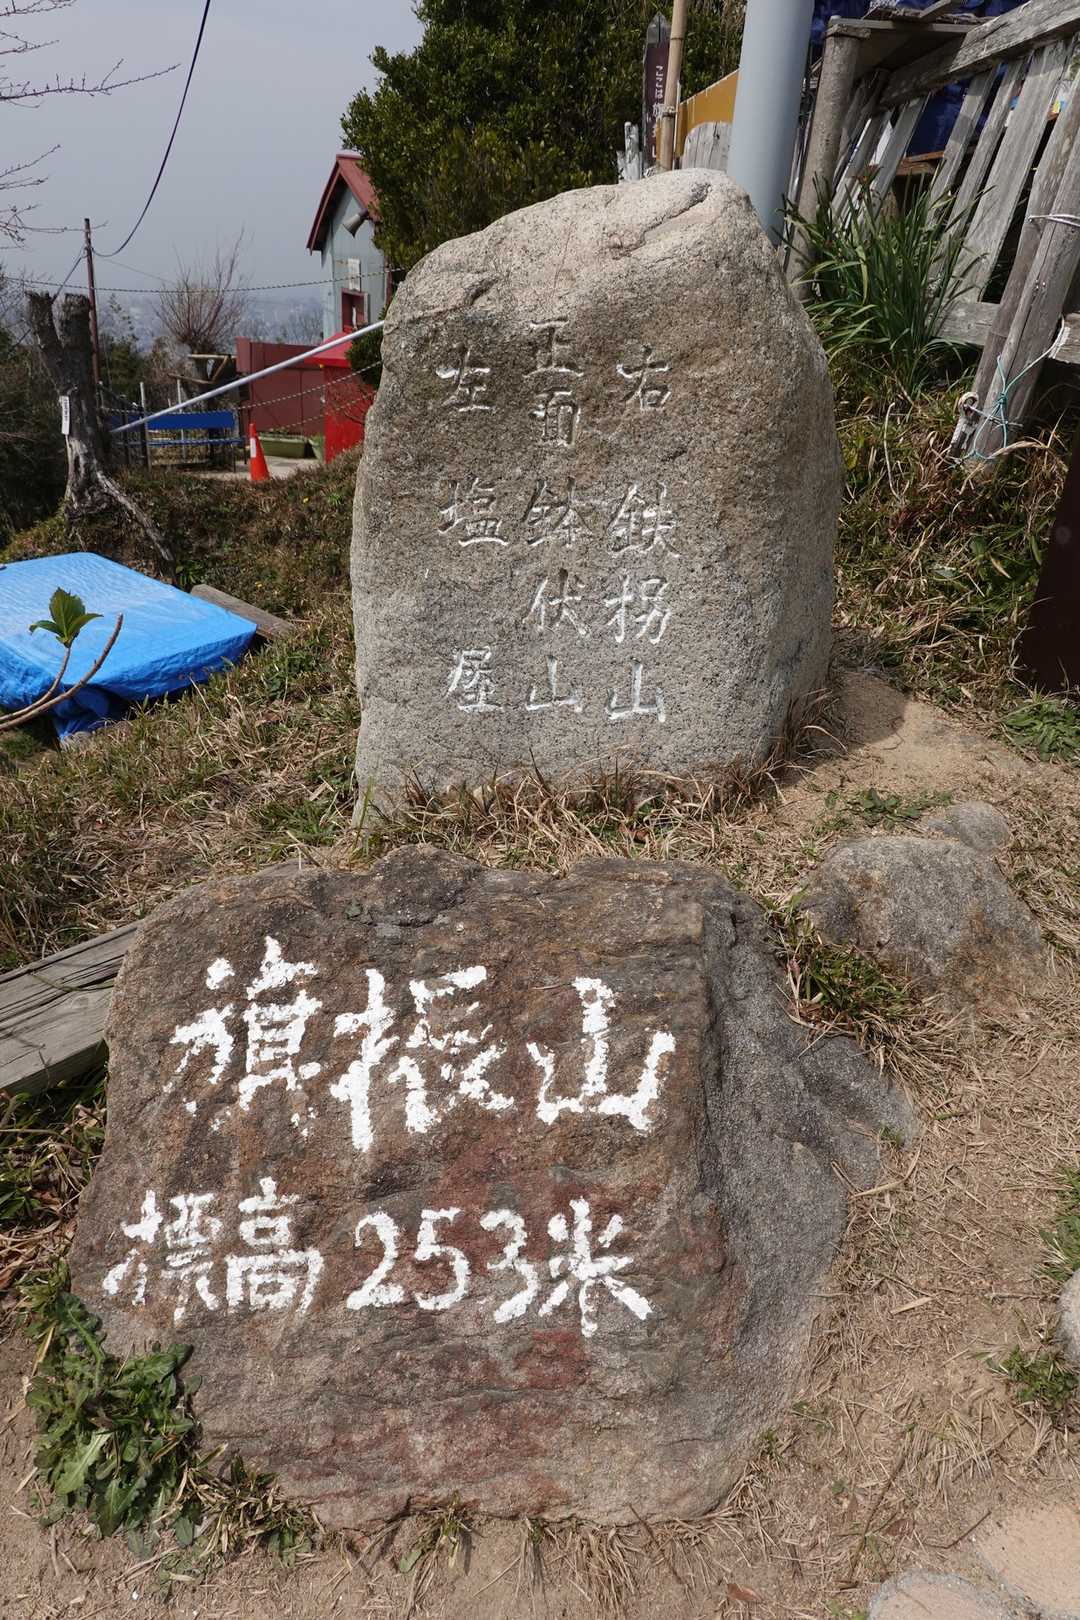 右 鉄拐山
正面 鉢伏山
左 塩屋
旗振山
標高253米